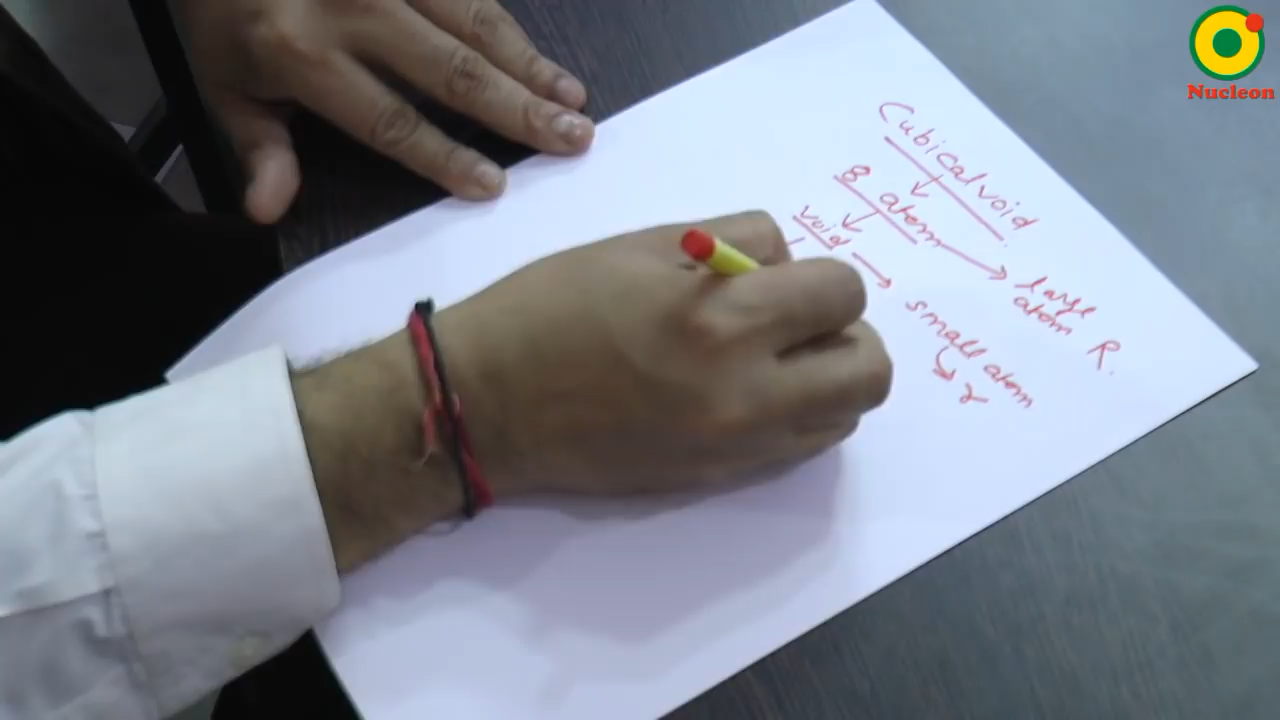 Nucleon
Cubical void
8 atom
void
large
atom R.
small atom
r